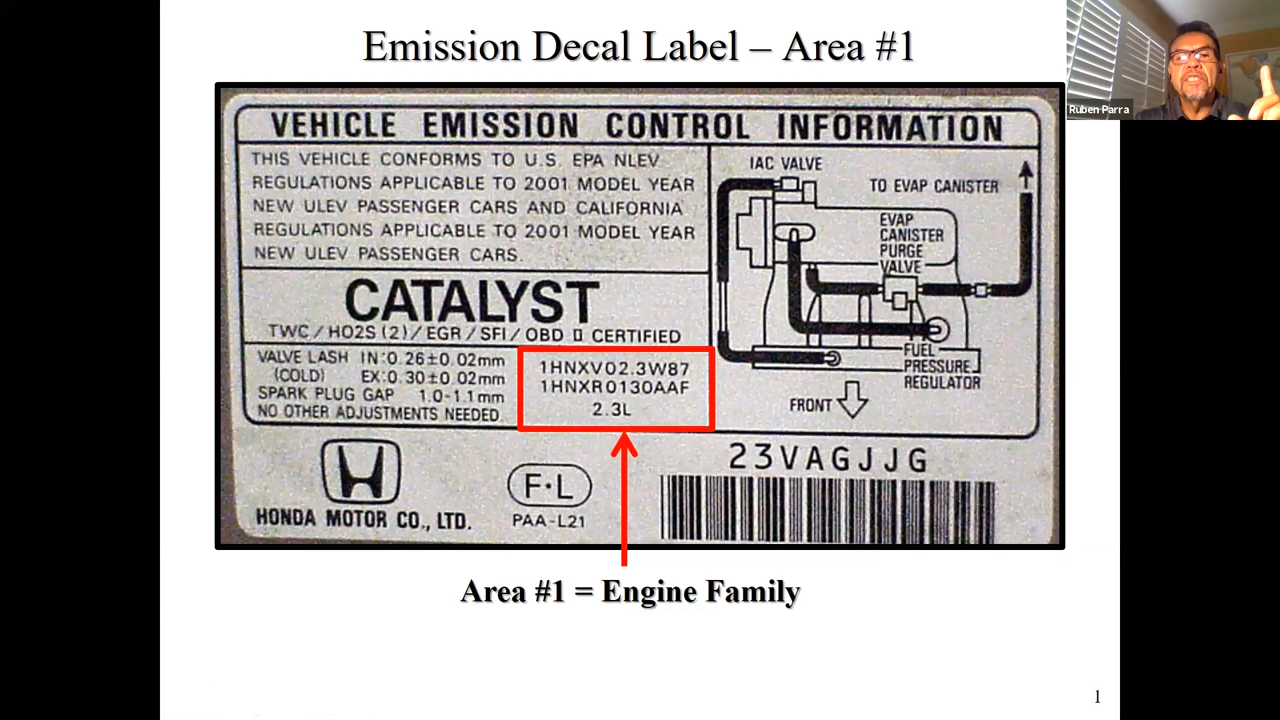 Emission Decal Label – Area #1
Ruben Parra
VEHICLE EMISSION CONTROL INFORMATION
THIS VEHICLE CONFORMS TO U.S. EPA NLEV
REGULATIONS APPLICABLE TO 2001 MODEL YEAR
NEW ULEV PASSENGER CARS AND CALIFORNIA
REGULATIONS APPLICABLE TO 2001 MODEL YEAR
NEW ULEV PASSENGER CARS.
CATALYST
TWC/HO2S(2)/EGR/SFI/OBD II CERTIFIED
VALVE LASH IN:0.26±0.02mm
(COLD) EX:0.30±0.02mm
SPARK PLUG GAP 1.0-1.1mm
NO OTHER ADJUSTMENTS NEEDED.
1HNXV02.3W87
1HNXR0130AAF
2.3L
IAC VALVE
TO EVAP CANISTER
EVAP
CANISTER
PURGE
VALVE
FUEL
PRESSURE
REGULATOR
FRONT
HONDA MOTOR CO., LTD.
F·L
PAA-L21
23VAGJJG
Area #1 = Engine Family
1